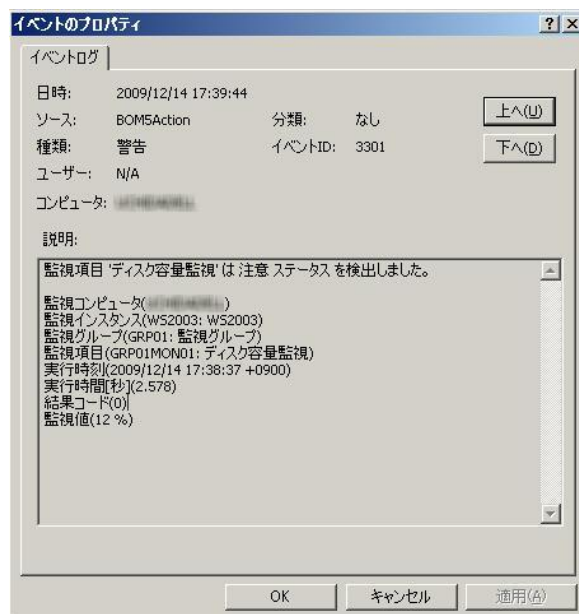 イベントのプロパティ
イベントログ
日時: 2009/12/14 17:39:44
ソース: BOM5Action 分類: なし
種類: 警告 イベントID: 3301
ユーザー: N/A
コンピュータ:
上へ(U)
下へ(D)
説明:
監視項目 'ディスク容量監視' は 注意 ステータス を検出しました。
監視コンピュータ( )
監視インスタンス(WS2003: WS2003)
監視グループ(GRP01: 監視グループ)
監視項目(GRP01MON01: ディスク容量監視)
実行時刻(2009/12/14 17:38:37 +0900)
実行時間[秒](2.578)
結果コード(0)
監視値(12 %)
OK キャンセル 適用(A)